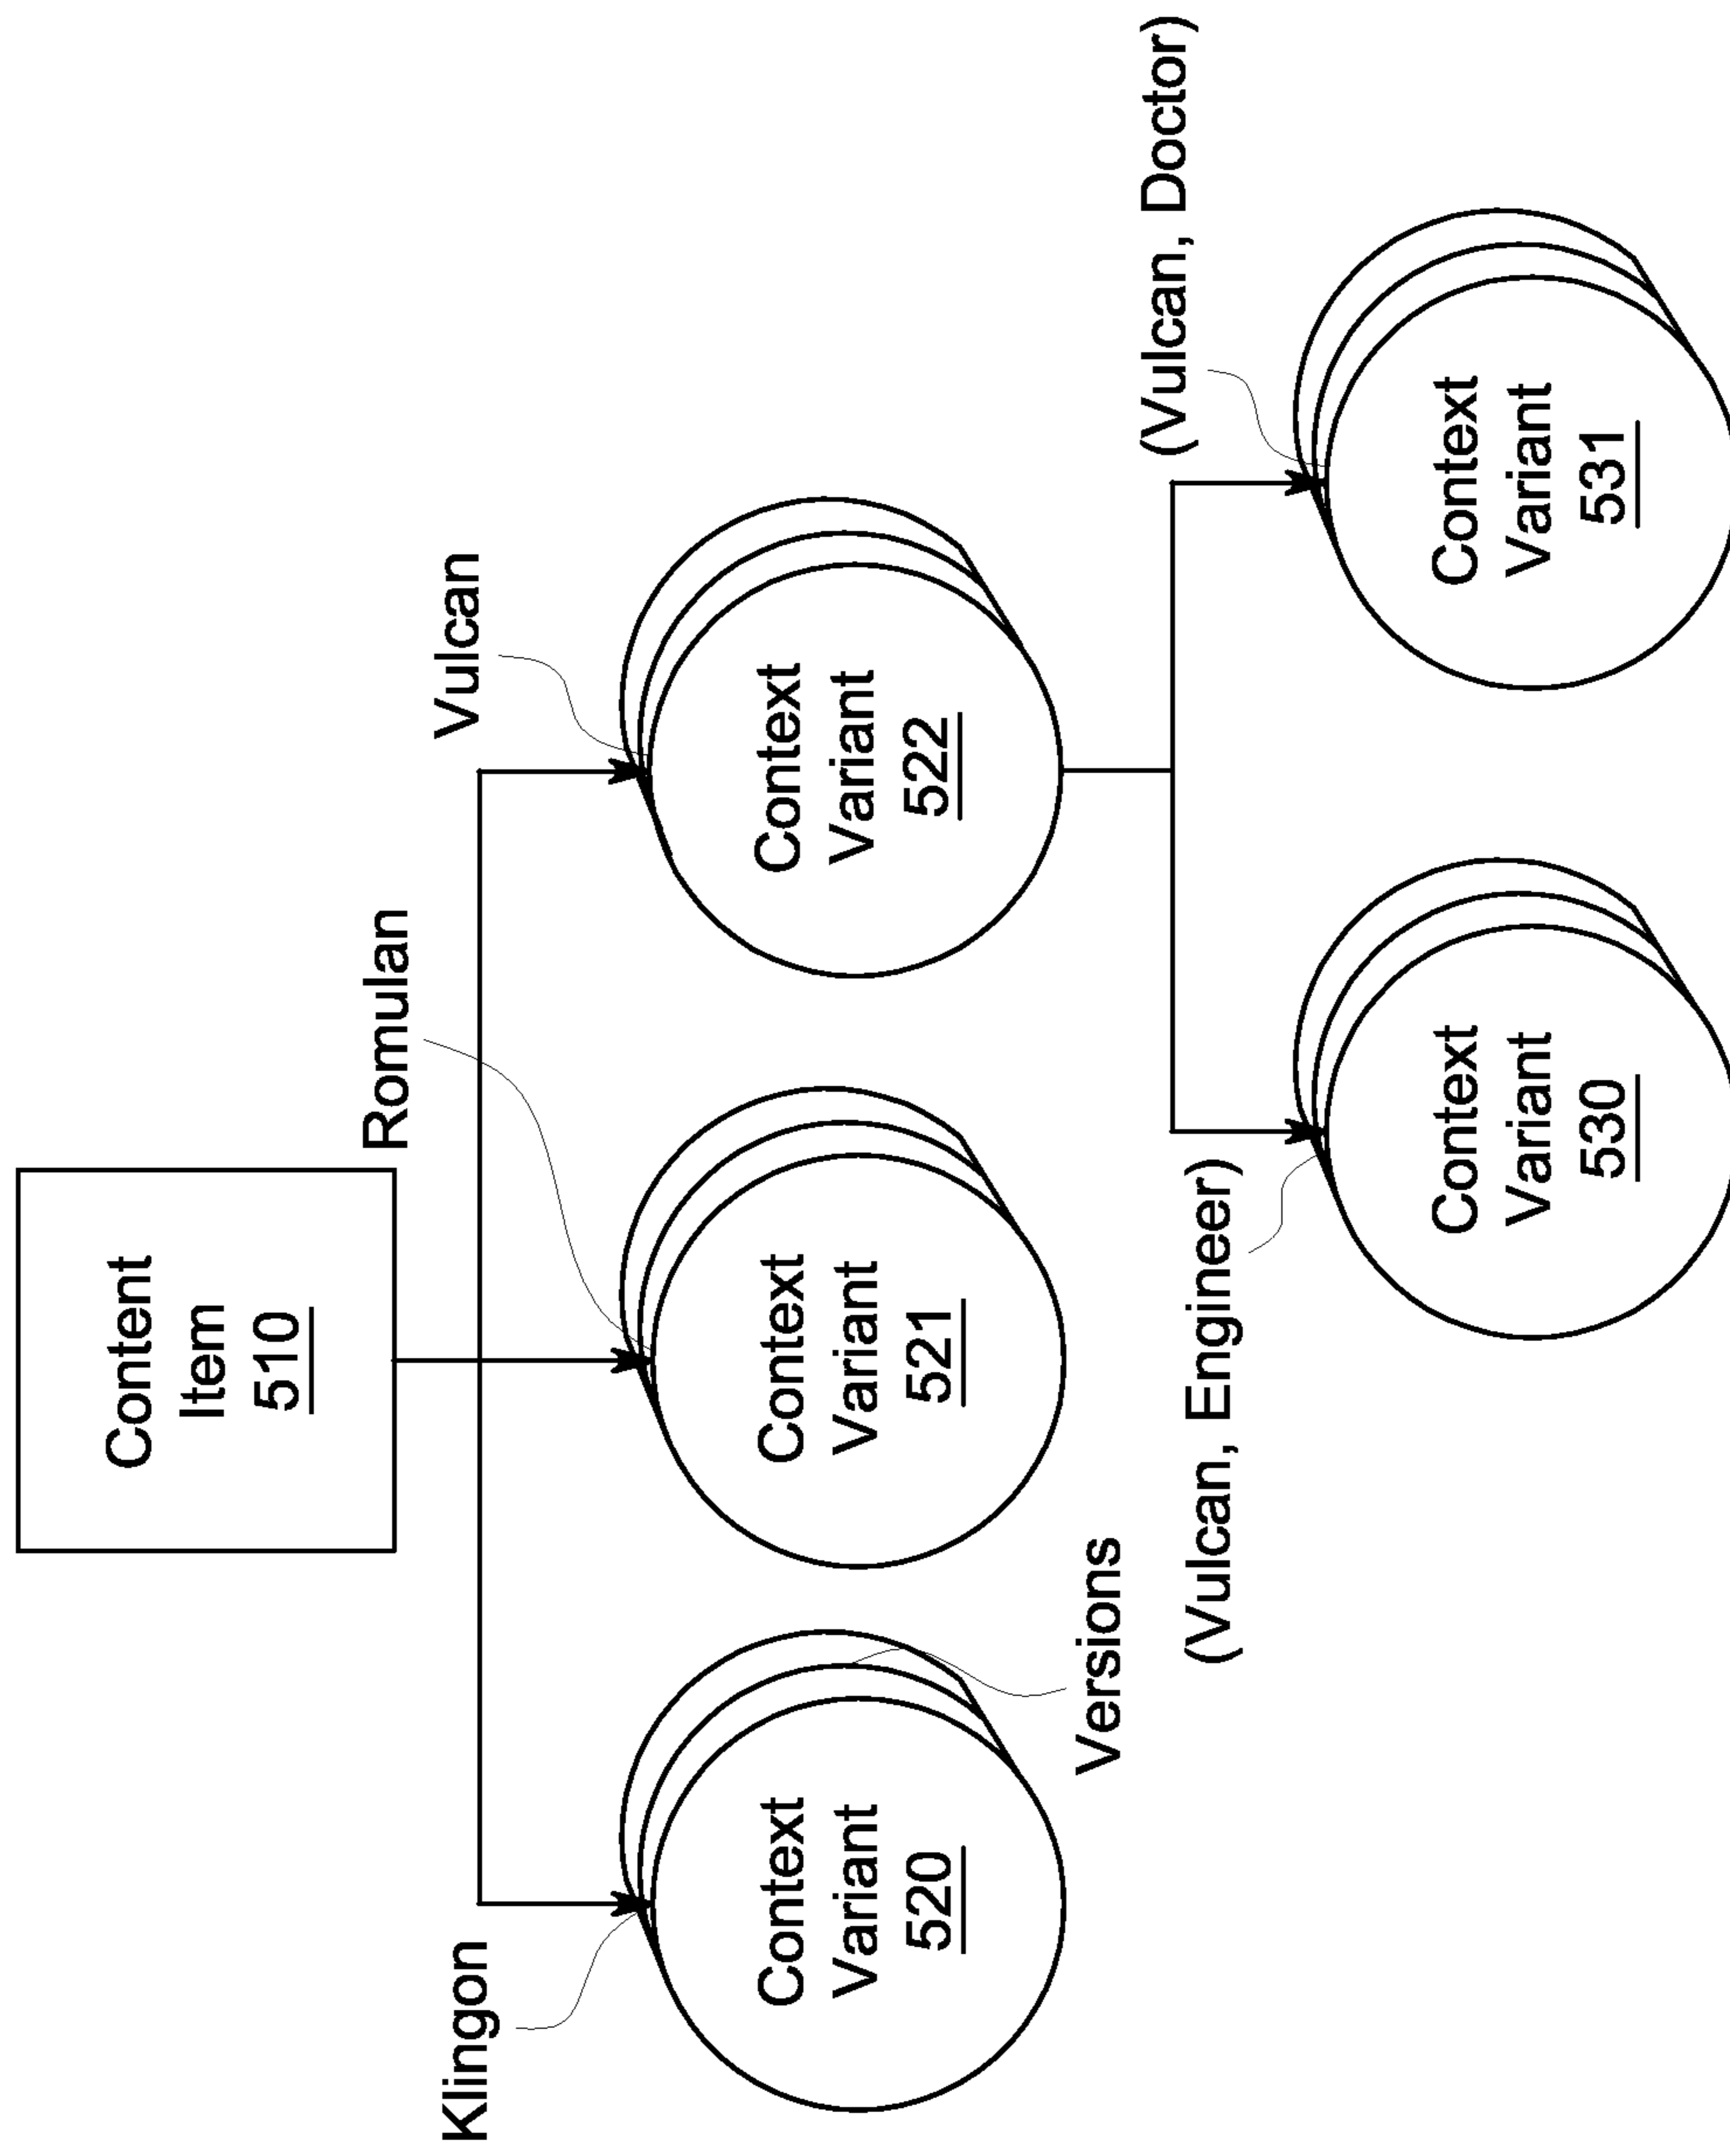 Content
Item
510
Romulan
Klingon
Vulcan
Context
Variant
520
Context
Variant
521
Context
Variant
522
Versions
(Vulcan, Engineer)
(Vulcan, Doctor)
Context
Variant
530
Context
Variant
531